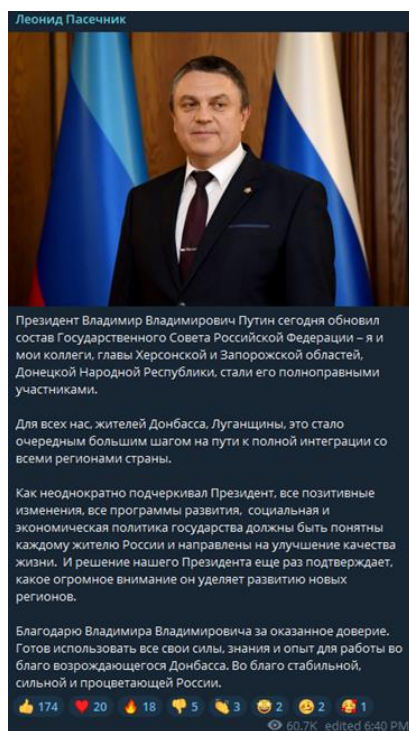 Леонид Пасечник
Президент Владимир Владимирович Путин сегодня обновил
состав Государственного Совета Российской Федерации – я и
мои коллеги, главы Херсонской и Запорожской областей,
Донецкой Народной Республики, стали его полноправными
участниками.
Для всех нас, жителей Донбасса, Луганщины, это стало
очередным большим шагом на пути к полной интеграции со
всеми регионами страны.
Как неоднократно подчеркивал Президент, все позитивные
изменения, все программы развития, социальная и
экономическая политика государства должны быть понятны
каждому жителю России и направлены на улучшение качества
жизни. И решение нашего Президента еще раз подтверждает,
какое огромное внимание он уделяет развитию новых
регионов.
Благодарю Владимира Владимировича за оказанное доверие.
Готов использовать все свои силы, знания и опыт для работы во
благо возрождающегося Донбасса. Во благо стабильной,
сильной и процветающей России.
174 20 18 5 3 2 2 1
60.7K edited 6:40 PM